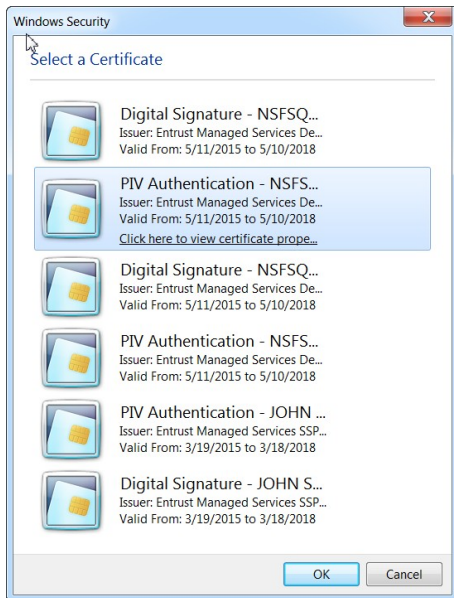 Windows Security
Select a Certificate
Digital Signature - NSFSQ...
Issuer: Entrust Managed Services De...
Valid From: 5/11/2015 to 5/10/2018
PIV Authentication - NSFS...
Issuer: Entrust Managed Services De...
Valid From: 5/11/2015 to 5/10/2018
Click here to view certificate prope...
Digital Signature - NSFSQ...
Issuer: Entrust Managed Services De...
Valid From: 5/11/2015 to 5/10/2018
PIV Authentication - NSFS...
Issuer: Entrust Managed Services De...
Valid From: 5/11/2015 to 5/10/2018
PIV Authentication - JOHN ...
Issuer: Entrust Managed Services SSP...
Valid From: 3/19/2015 to 3/18/2018
Digital Signature - JOHN S...
Issuer: Entrust Managed Services SSP...
Valid From: 3/19/2015 to 3/18/2018
OK Cancel